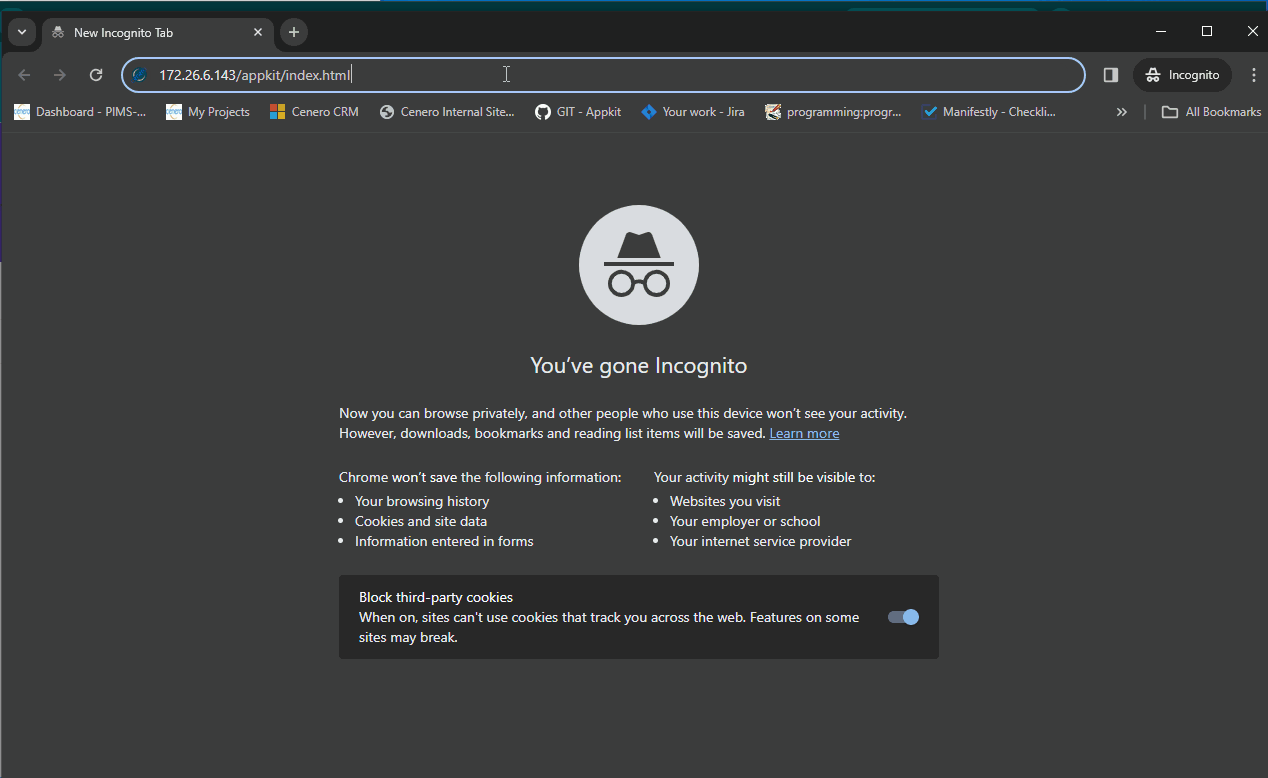 New Incognito Tab
172.26.6.143/appkit/index.html
Incognito
Dashboard - PIMS-...
My Projects
Cenero CRM
Cenero Internal Site...
GIT - Appkit
Your work - Jira
programming:progr...
Manifestly - Checkli...
All Bookmarks
You've gone Incognito
Now you can browse privately, and other people who use this device won't see your activity.
However, downloads, bookmarks and reading list items will be saved. Learn more
Chrome won't save the following information:
Your browsing history
Cookies and site data
Information entered in forms
Your activity might still be visible to:
Websites you visit
Your employer or school
Your internet service provider
Block third-party cookies
When on, sites can't use cookies that track you across the web. Features on some
sites may break.